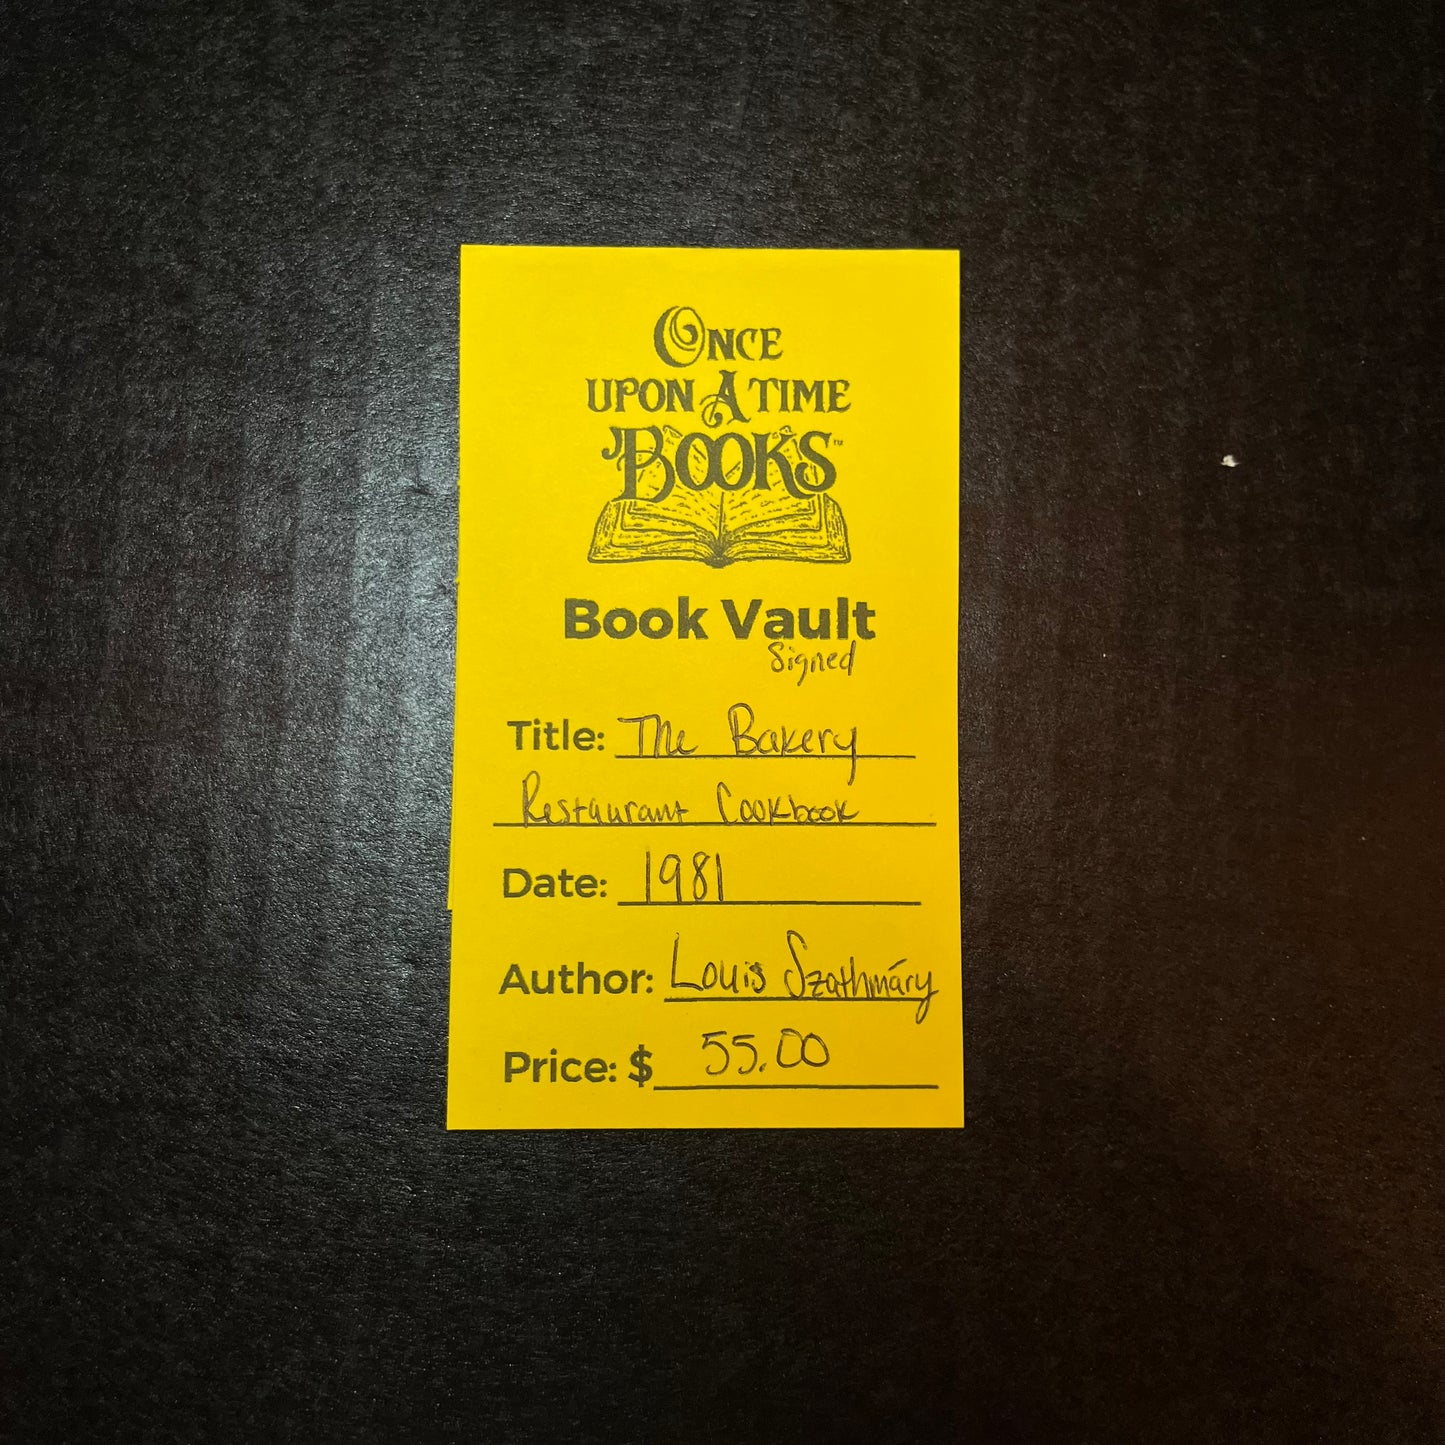 ONCE
UPON A TIME
BOOKS™
Book Vault
Signed
Title: The Bakery
Restaurant Cookbook
Date: 1981
Author: Louis Szathmáry
Price: $ 55.00